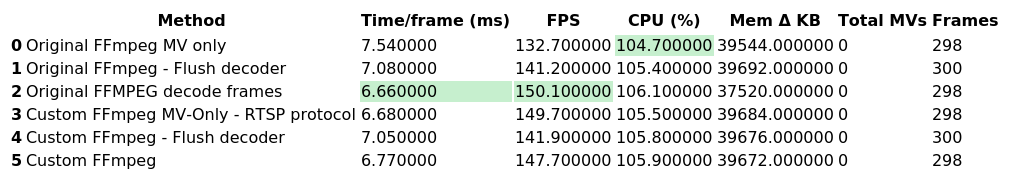 Method Time/frame (ms) FPS CPU (%) Mem Δ KB Total MVs Frames
0 Original FFmpeg MV only 7.540000 132.700000 104.700000 39544.000000 0 298
1 Original FFmpeg - Flush decoder 7.080000 141.200000 105.400000 39692.000000 0 300
2 Original FFMPEG decode frames 6.660000 150.100000 106.100000 37520.000000 0 298
3 Custom FFmpeg MV-Only - RTSP protocol 6.680000 149.700000 105.500000 39684.000000 0 298
4 Custom FFmpeg - Flush decoder 7.050000 141.900000 105.800000 39676.000000 0 300
5 Custom FFmpeg 6.770000 147.700000 105.900000 39672.000000 0 298